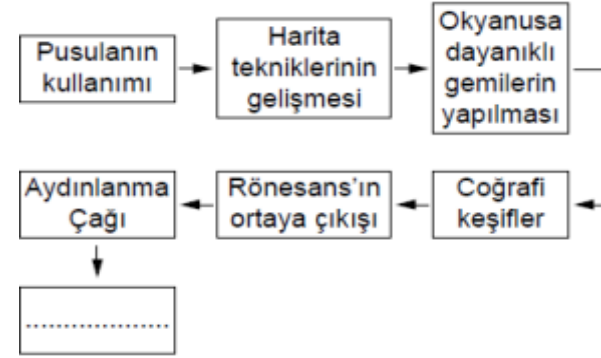 Pusulanın
kullanımı
Harita
tekniklerinin
gelişmesi
Okyanusa
dayanıklı
gemilerin
yapılması
Coğrafi
keşifler
Rönesans'ın
ortaya çıkışı
Aydınlanma
Çağı
...................